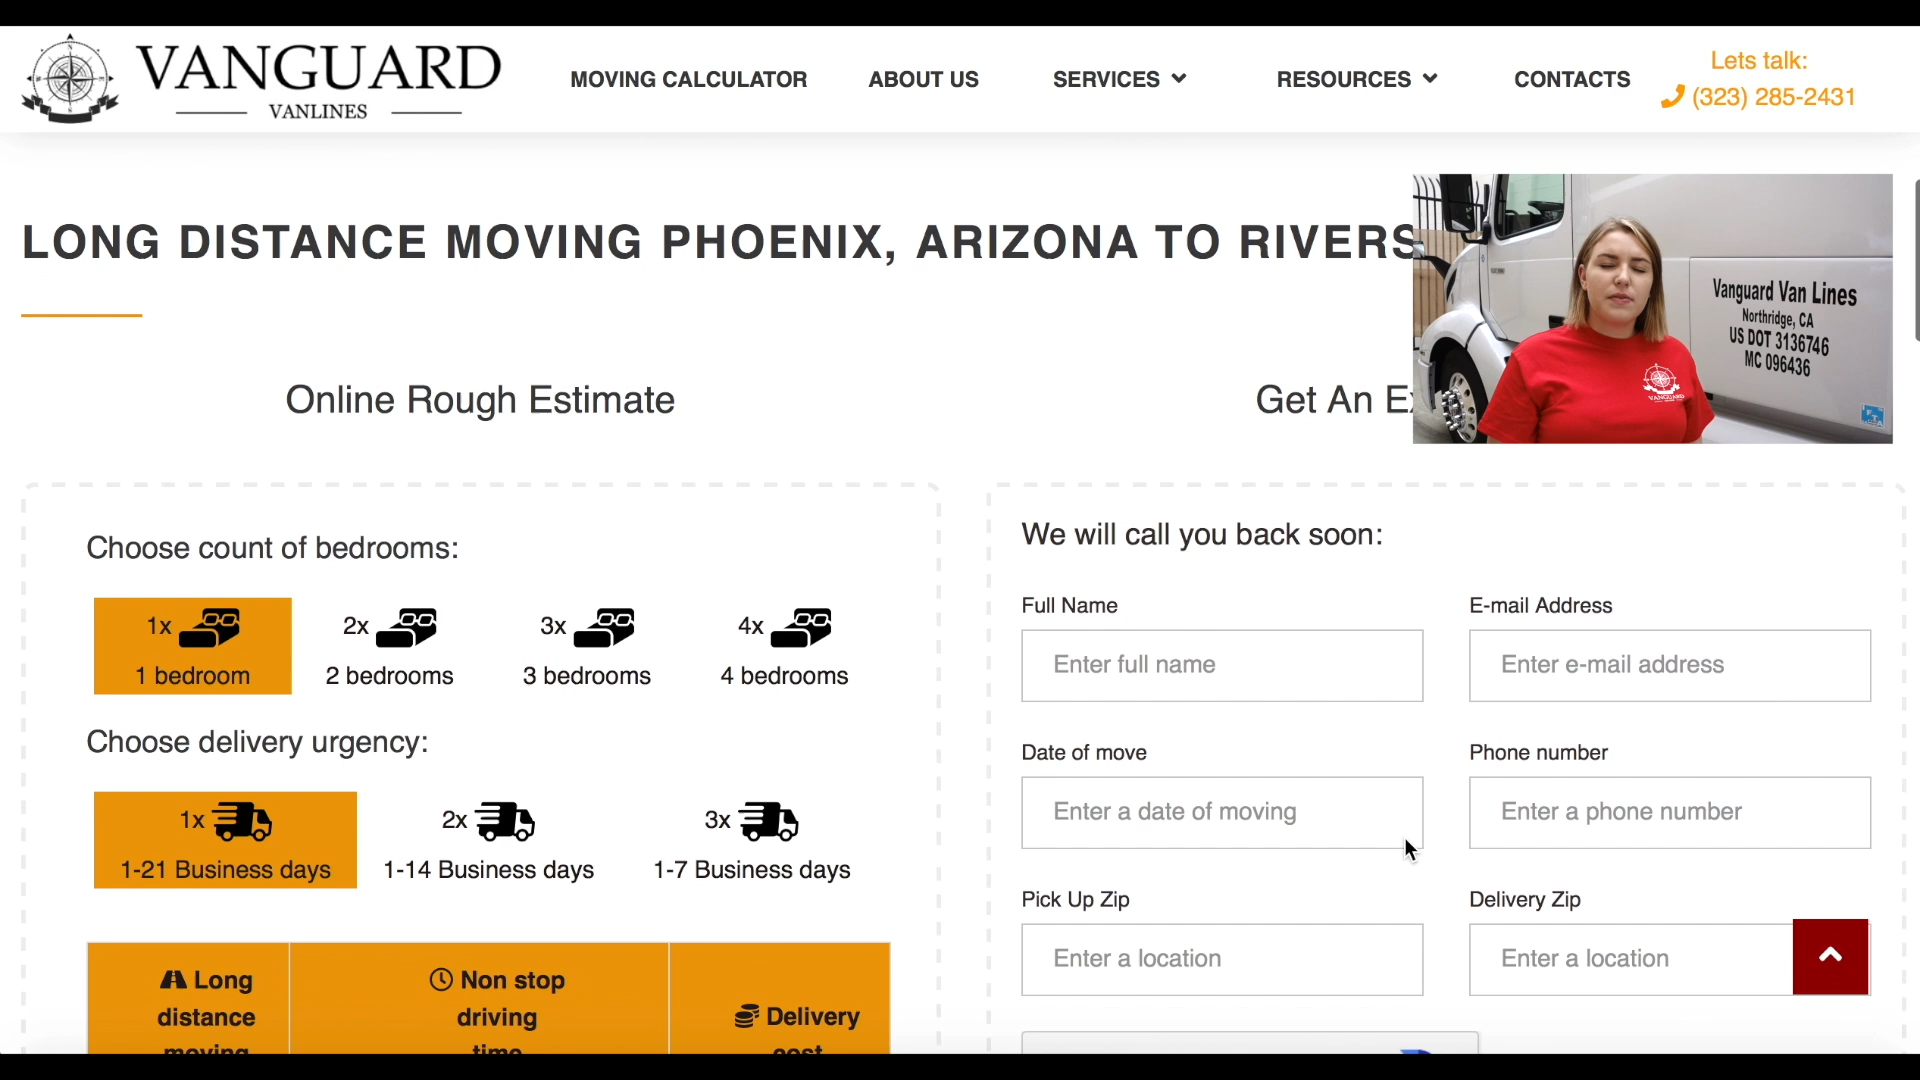 VANGUARD
VANLINES
MOVING CALCULATOR
ABOUT US
SERVICES
RESOURCES
CONTACTS
Lets talk:
(323) 285-2431
LONG DISTANCE MOVING PHOENIX, ARIZONA TO RIVERS
Vanguard Van Lines
Northridge, CA
US DOT 3136746
MC 096436
VANGUARD
Online Rough Estimate
Get An Ex
Choose count of bedrooms:
1x
2x
3x
4x
1 bedroom
2 bedrooms
3 bedrooms
4 bedrooms
Choose delivery urgency:
1x
2x
3x
1-21 Business days
1-14 Business days
1-7 Business days
Long
distance
moving
Non stop
driving
time
Delivery
cost
We will call you back soon:
Full Name
E-mail Address
Enter full name
Enter e-mail address
Date of move
Phone number
Enter a date of moving
Enter a phone number
Pick Up Zip
Delivery Zip
Enter a location
Enter a location